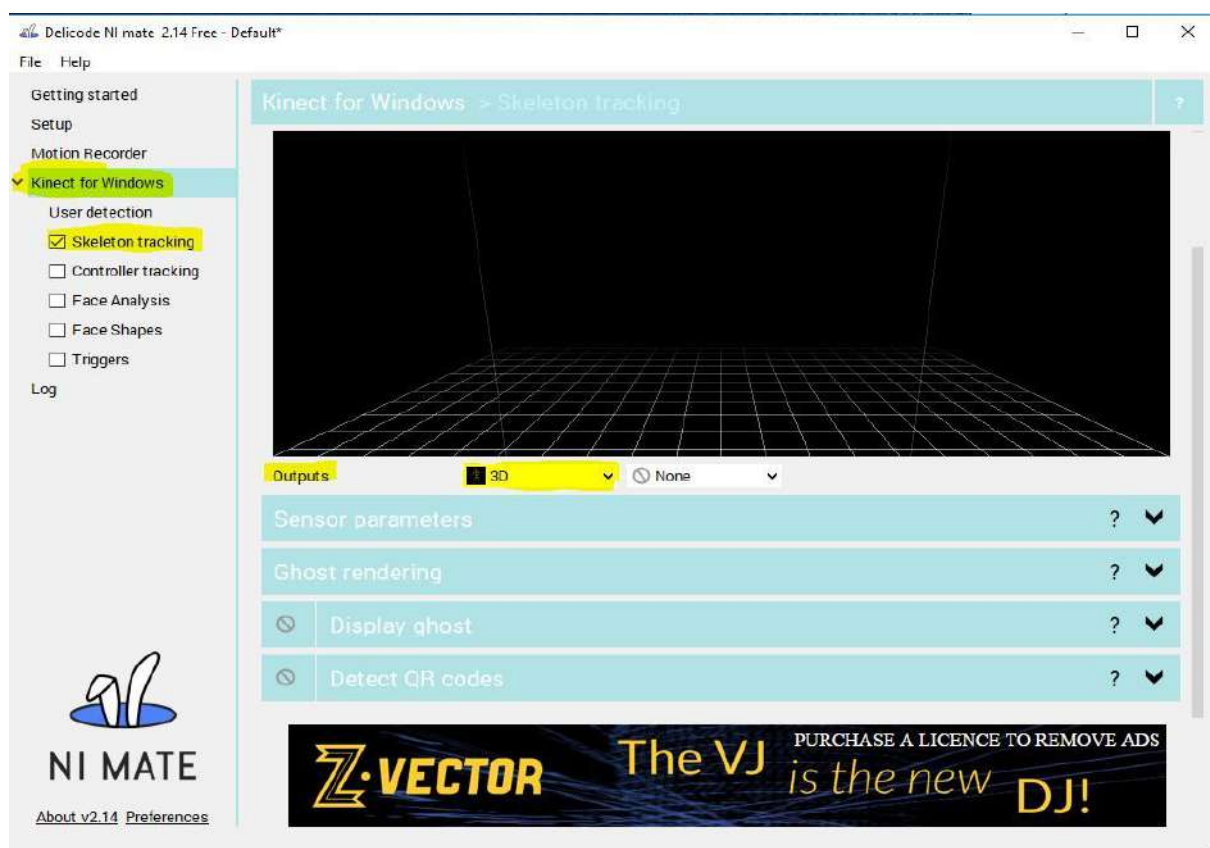 Delicode NI mate 2.14 Free - Default*
File Help
Getting started
Setup
Motion Recorder
Kinect for Windows
User detection
Skeleton tracking
Controller tracking
Face Analysis
Face Shapes
Triggers
Log
NI MATE
About v2.14 Preferences
Kinect for Windows > Skeleton tracking ?
Outputs 3D None
Sensor parameters ?
Ghost rendering ?
Display ghost ?
Detect QR codes ?
Z·VECTOR
The VJ
is the new
DJ!
PURCHASE A LICENCE TO REMOVE ADS